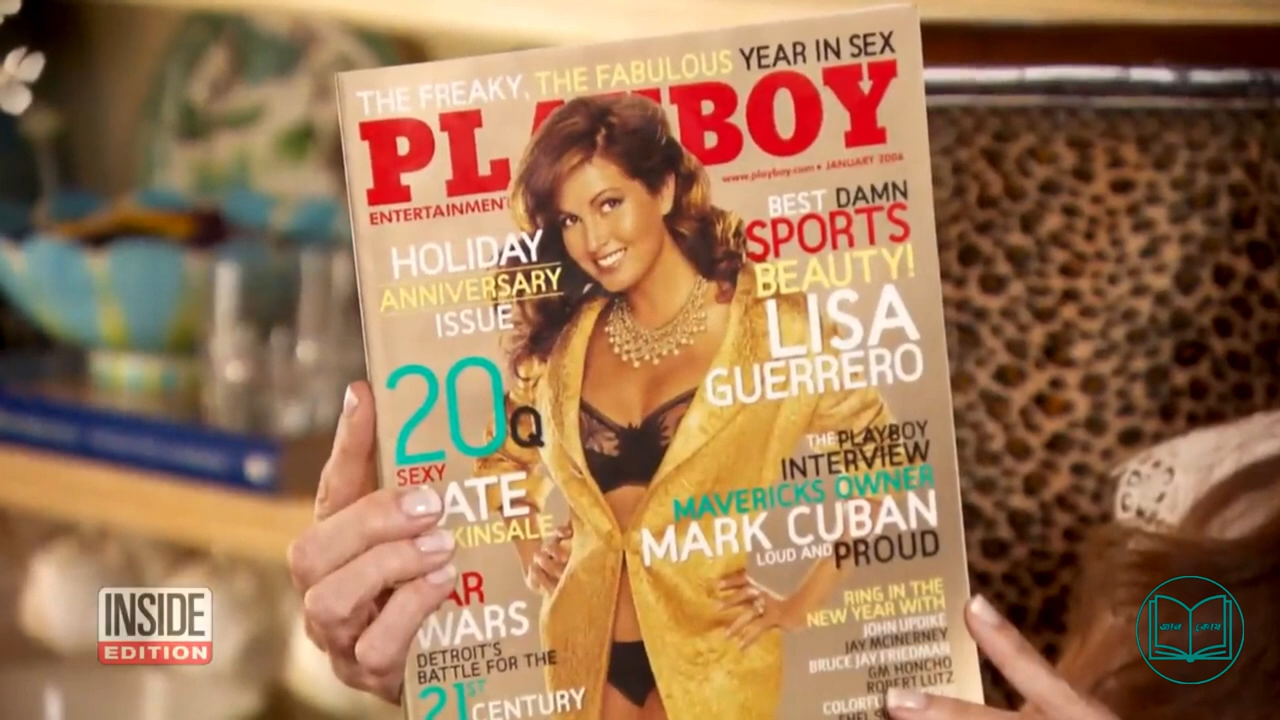 THE FREAKY, THE FABULOUS YEAR IN SEX
PLAYBOY
www.playboy.com • JANUARY 2006
ENTERTAINMENT
HOLIDAY
ANNIVERSARY
ISSUE
20Q
SEXY
KATE
KINSALE
WARS
DETROIT'S
BATTLE FOR THE
21ST CENTURY
BEST DAMN
SPORTS
BEAUTY!
LISA
GUERRERO
THE PLAYBOY
INTERVIEW
MAVERICKS OWNER
MARK CUBAN
LOUD AND PROUD
RING IN THE
NEW YEAR WITH
JOHN UPDIKE
JAY MCINERNEY
BRUCE JAY FRIEDMAN
GM HONCHO
ROBERT LUTZ
INSIDE
EDITION
জ্ঞান কোষ